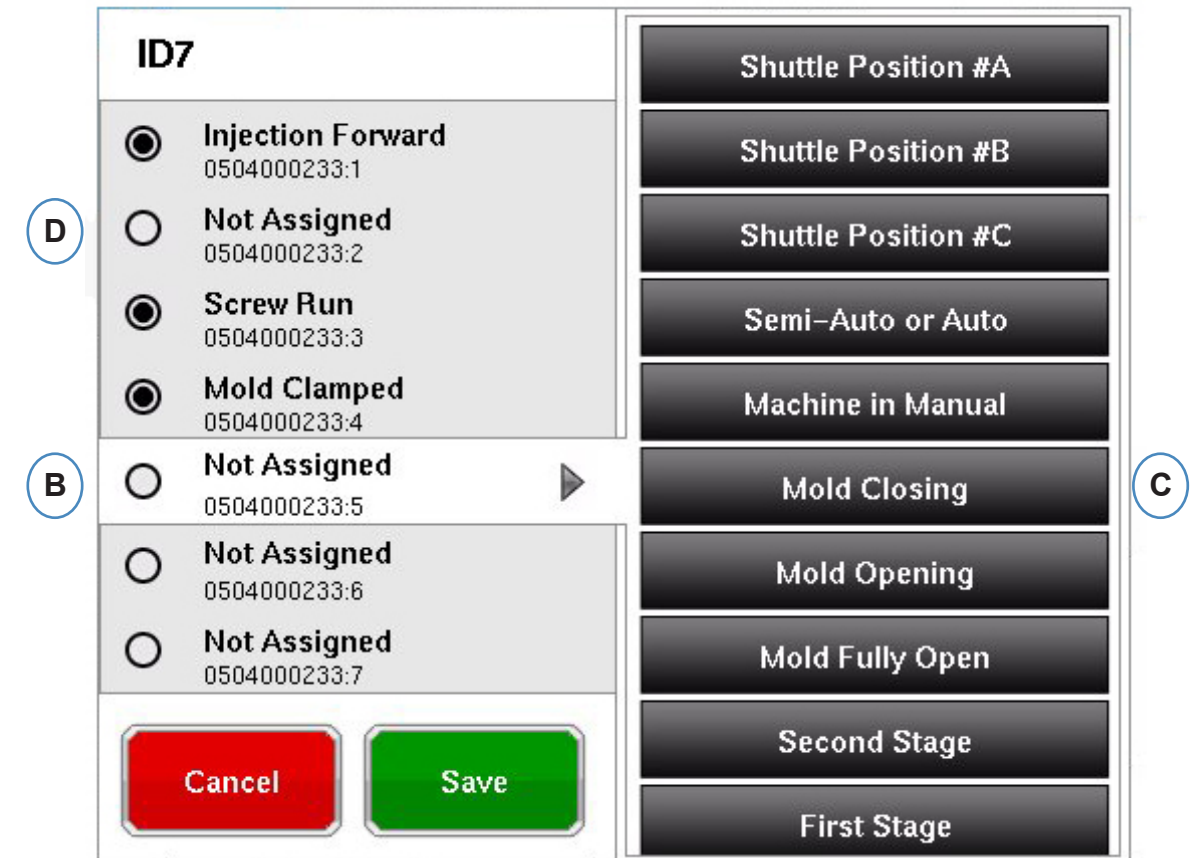 ID7
Injection Forward
0504000233:1
D
Not Assigned
0504000233:2
Screw Run
0504000233:3
Mold Clamped
0504000233:4
B
Not Assigned
0504000233:5
Not Assigned
0504000233:6
Not Assigned
0504000233:7
Cancel
Save
Shuttle Position #A
Shuttle Position #B
Shuttle Position #C
Semi-Auto or Auto
Machine in Manual
Mold Closing
C
Mold Opening
Mold Fully Open
Second Stage
First Stage